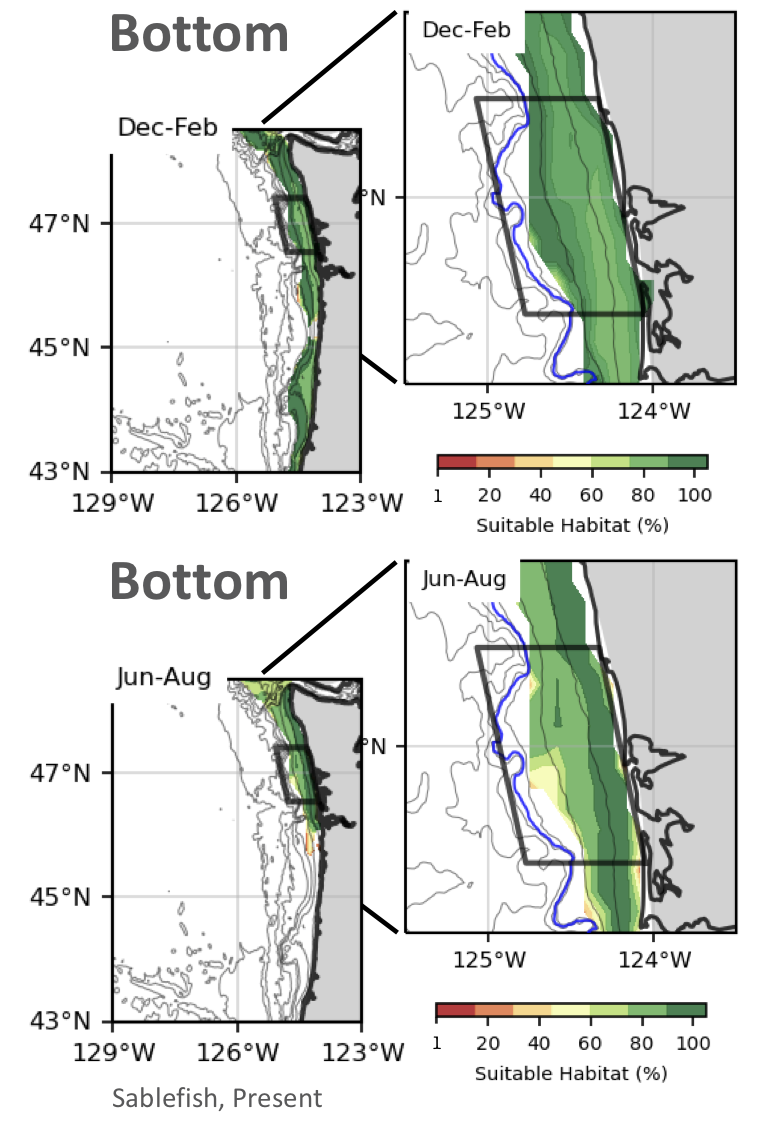 Bottom
Dec-Feb
Dec-Feb
47°N
45°N
43°N
129°W 126°W 123°W
°N
125°W 124°W
1 20 40 60 80 100
Suitable Habitat (%)
Bottom
Jun-Aug
Jun-Aug
47°N
45°N
43°N
129°W 126°W 123°W
°N
125°W 124°W
1 20 40 60 80 100
Suitable Habitat (%)
Sablefish, Present